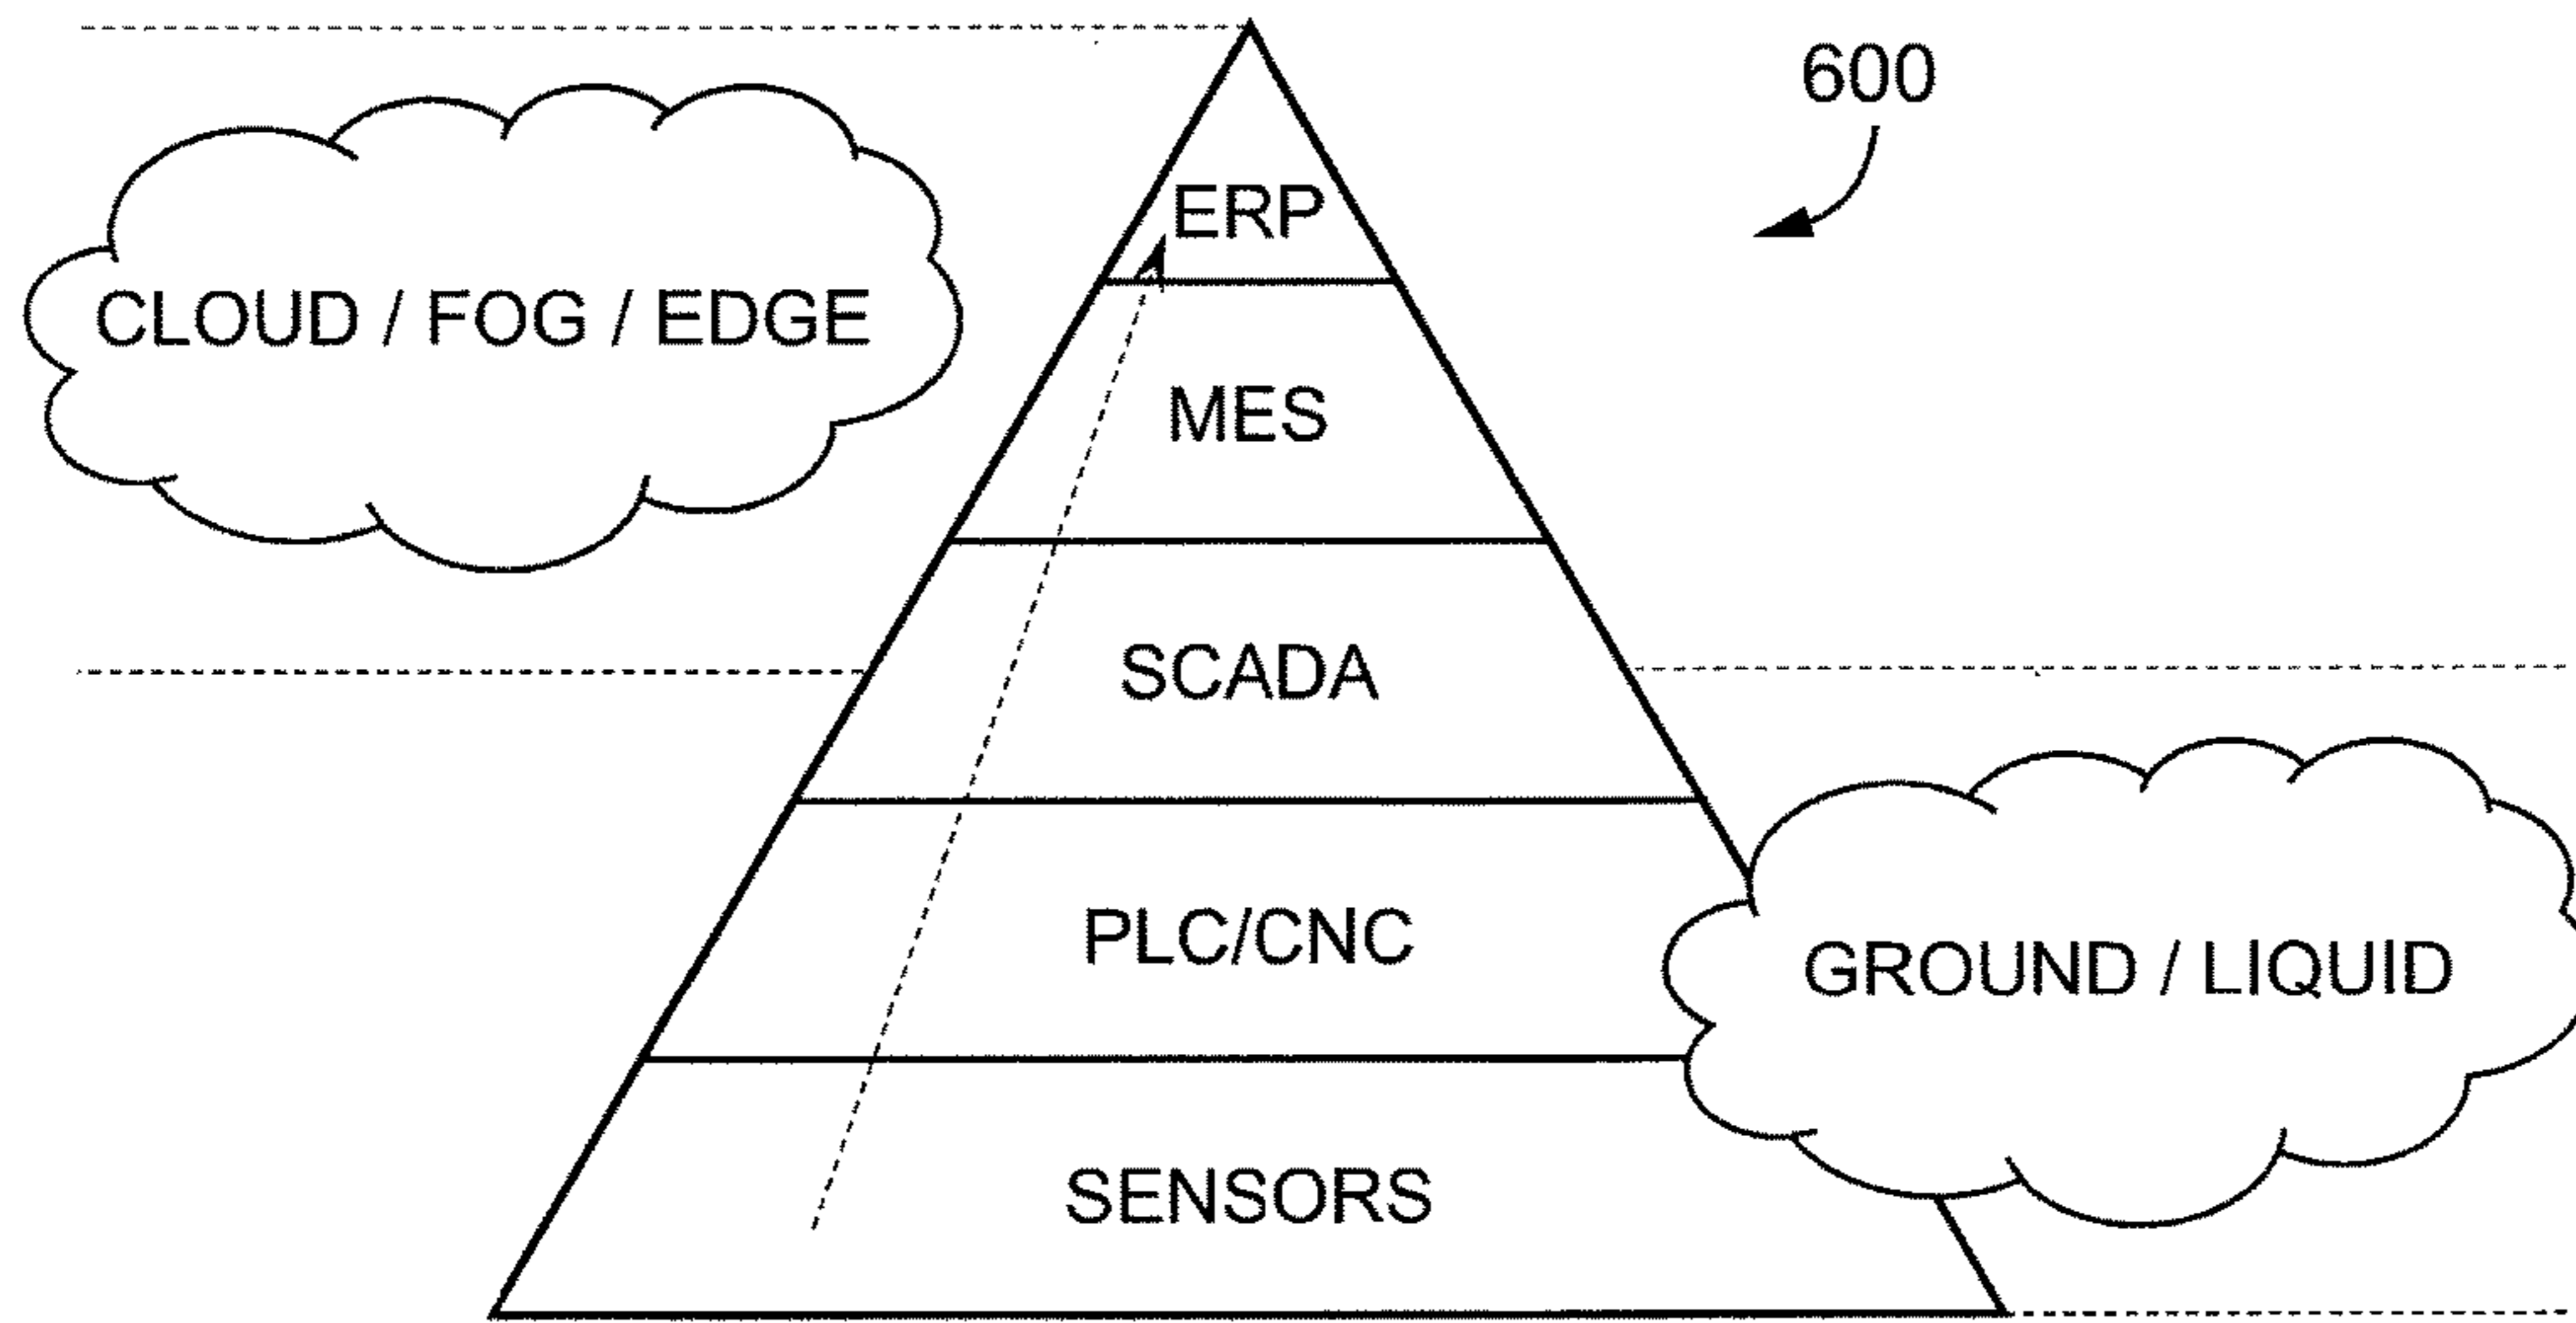 600
ERP
CLOUD / FOG / EDGE
MES
SCADA
PLC/CNC
GROUND / LIQUID
SENSORS